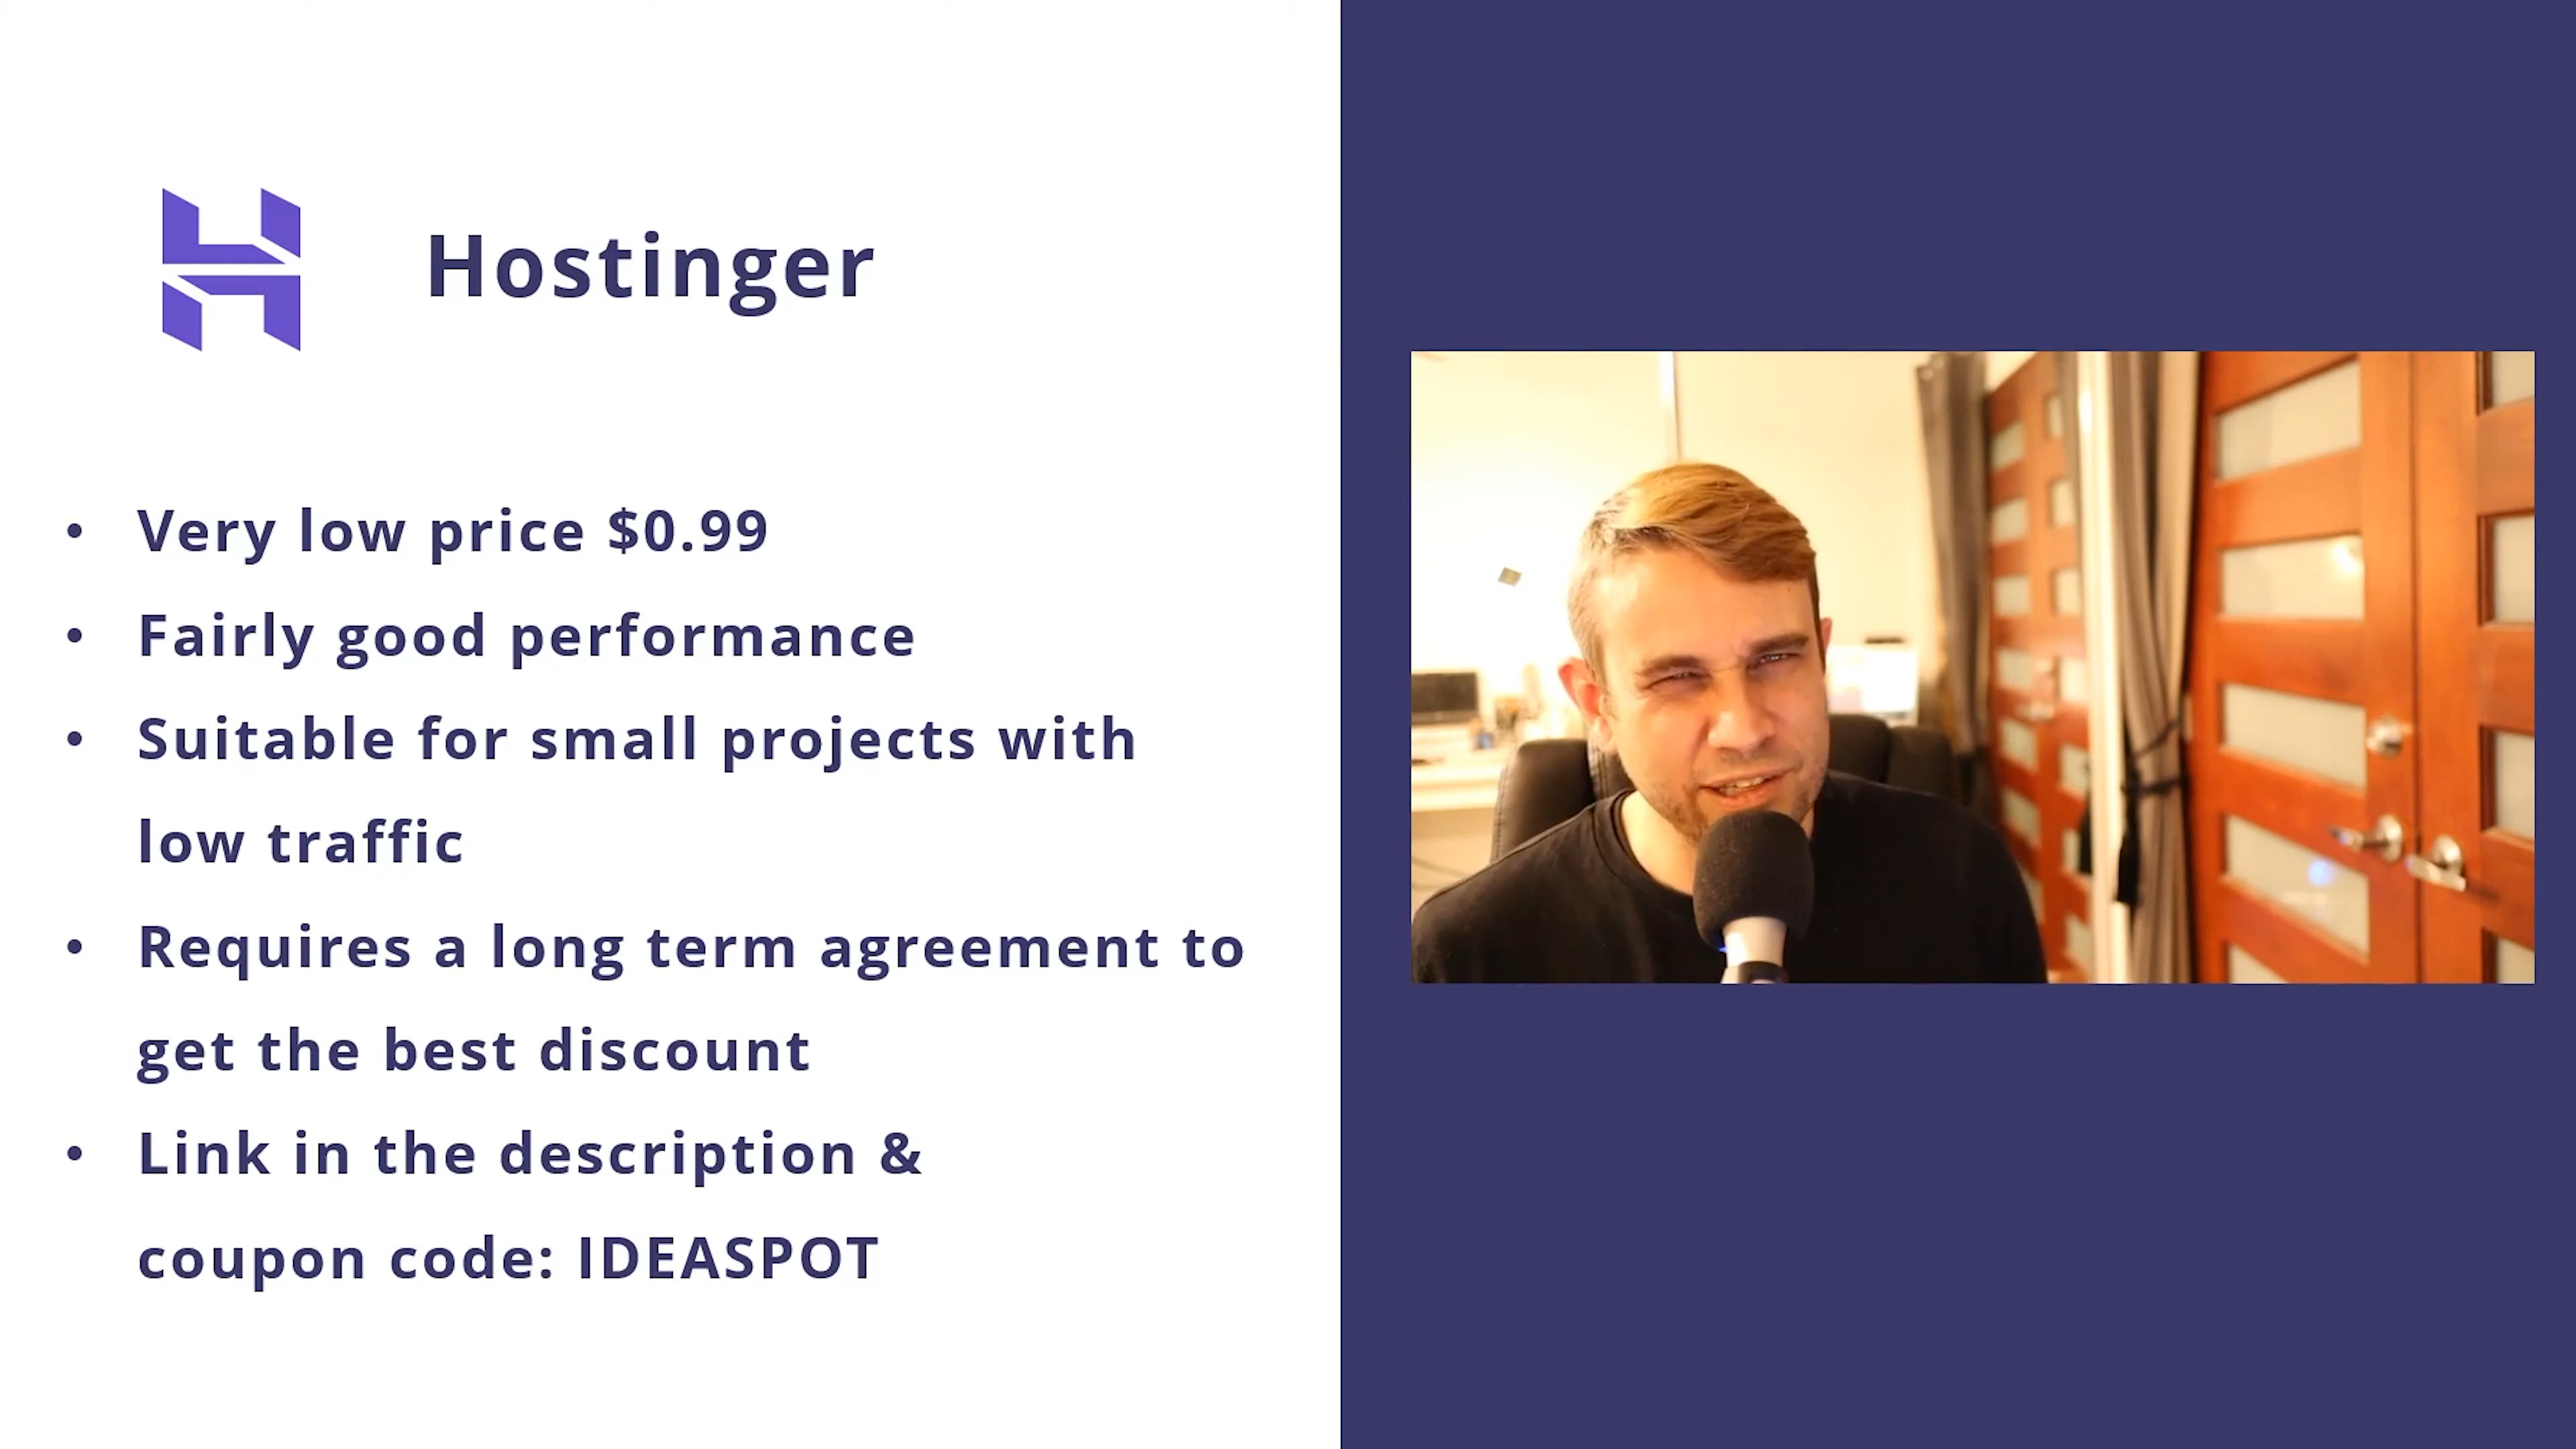 Hostinger
• Very low price $0.99
• Fairly good performance
• Suitable for small projects with
low traffic
• Requires a long term agreement to
get the best discount
• Link in the description &
coupon code: IDEASPOT